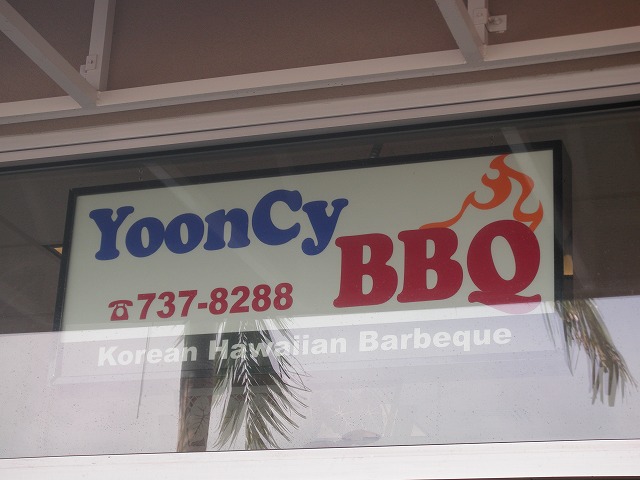 YoonCy
BBQ
☎737-8288
Korean Hawaiian Barbeque